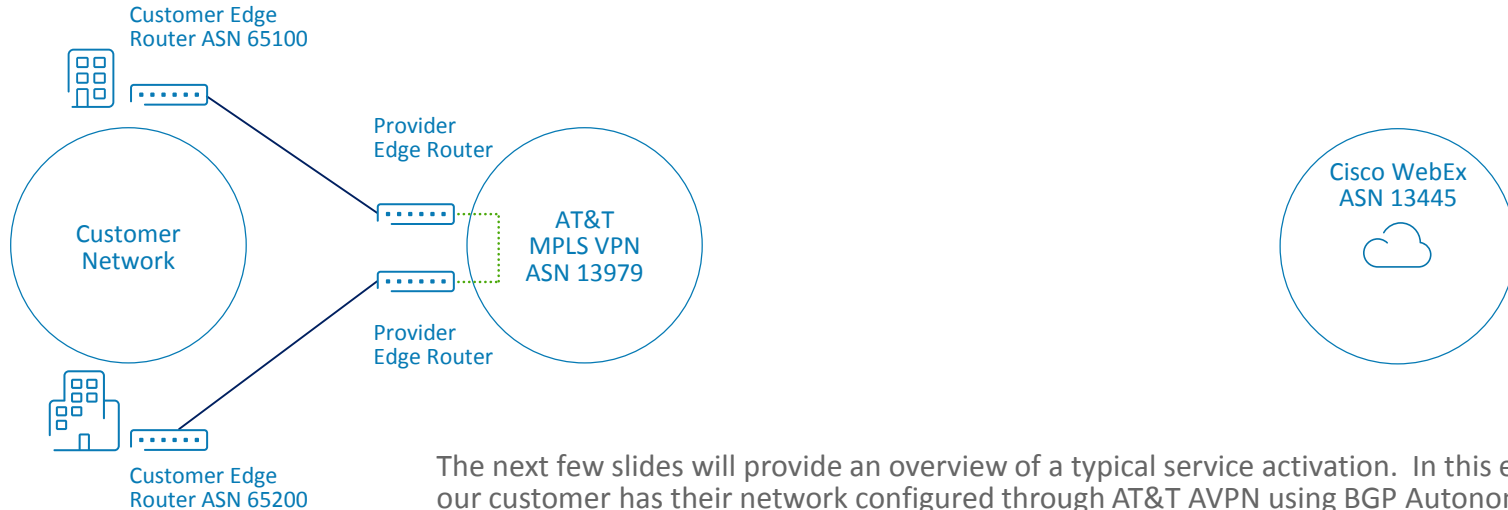 Customer Edge
Router ASN 65100
Provider
Edge Router
Customer
Network
AT&T
MPLS VPN
ASN 13979
Cisco WebEx
ASN 13445
Provider
Edge Router
Customer Edge
Router ASN 65200
The next few slides will provide an overview of a typical service activation.  In this
our customer has their network configured through AT&T AVPN using BGP